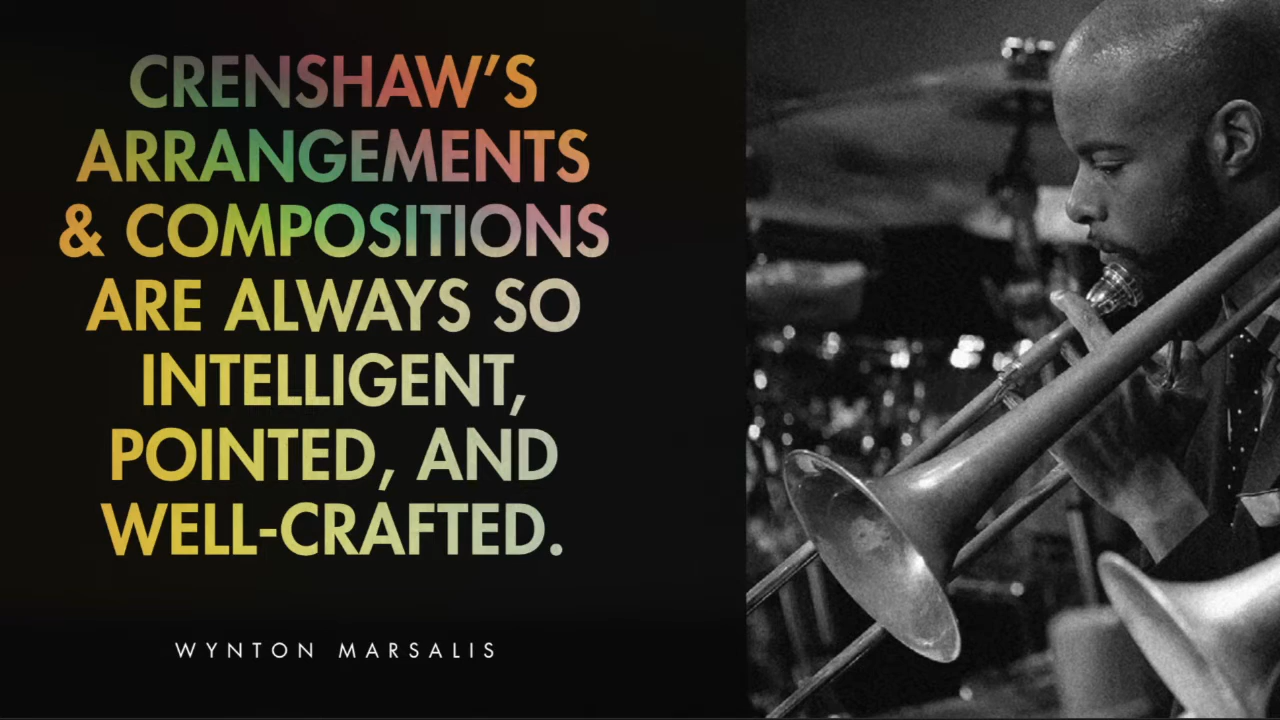 CRENSHAW’S
ARRANGEMENTS
& COMPOSITIONS
ARE ALWAYS SO
INTELLIGENT,
POINTED, AND
WELL-CRAFTED.
WYNTON MARSALIS